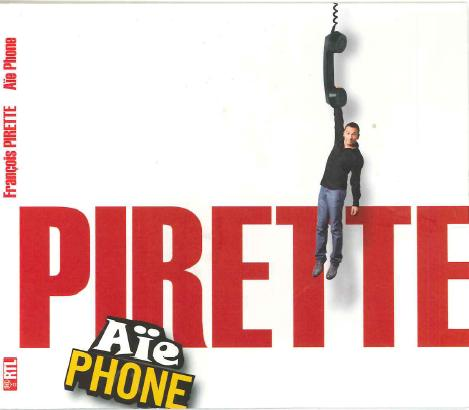 François PIRETTE Aïe Phone
PIRETTE
Aïe
PHONE
RTL